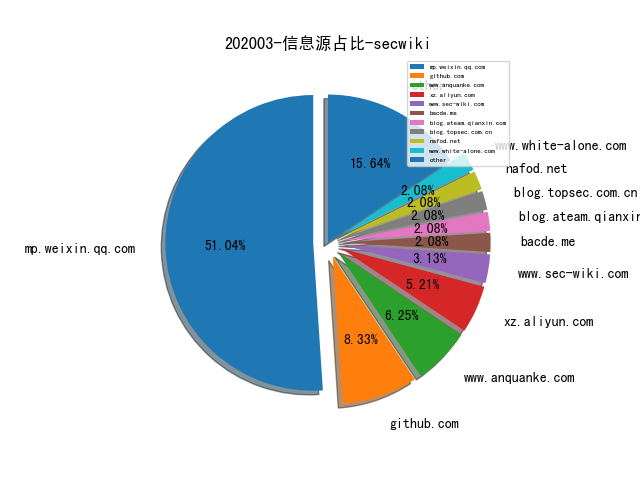 202003-信息源占比-secwiki
mp.weixin.qq.com
github.com
www.anquanke.com
xz.aliyun.com
www.sec-wiki.com
bacde.me
blog.ateam.qianxin.com
blog.topsec.com.cn
nafod.net
www.white-alone.com
other
www.white-alone.com
nafod.net
blog.topsec.com.cn
blog.ateam.qianxin
bacde.me
www.sec-wiki.com
xz.aliyun.com
www.anquanke.com
github.com
mp.weixin.qq.com
15.64%
2.08%
2.08%
2.08%
2.08%
2.08%
3.13%
5.21%
6.25%
8.33%
51.04%